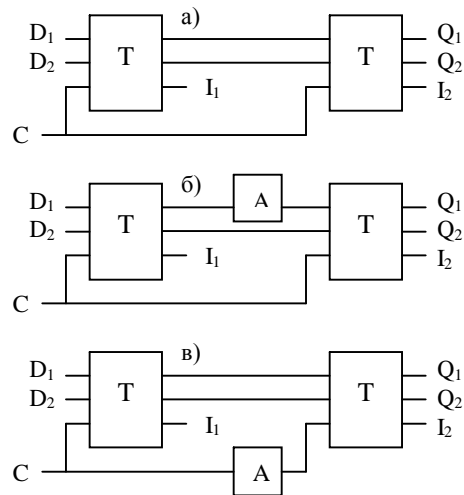 а)
D₁ Q₁
D₂ T T Q₂
I₁ I₂
C
б)
D₁ А Q₁
D₂ T T Q₂
I₁ I₂
C
в)
D₁ Q₁
D₂ T T Q₂
I₁ I₂
C А